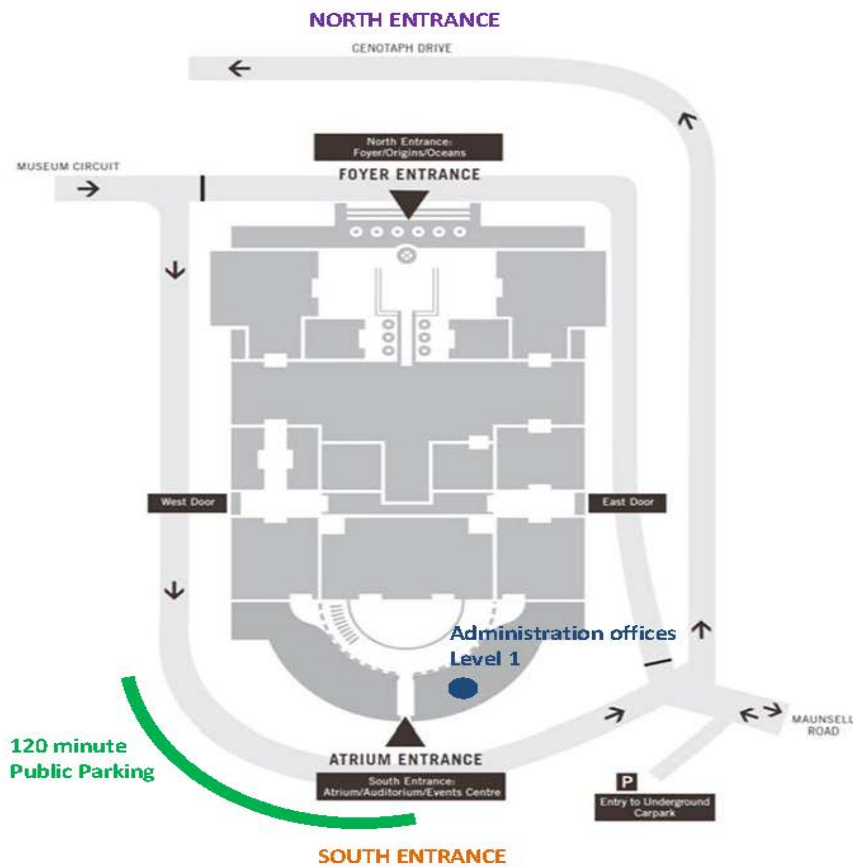 NORTH ENTRANCE
CENOTAPH DRIVE
North Entrance:
Foyer/Origins/Oceans
MUSEUM CIRCUIT
FOYER ENTRANCE
West Door
East Door
Administration offices
Level 1
120 minute
Public Parking
ATRIUM ENTRANCE
South Entrance:
Atrium/Auditorium/Events Centre
MAUNSELL
ROAD
P
Entry to Underground
Carpark
SOUTH ENTRANCE